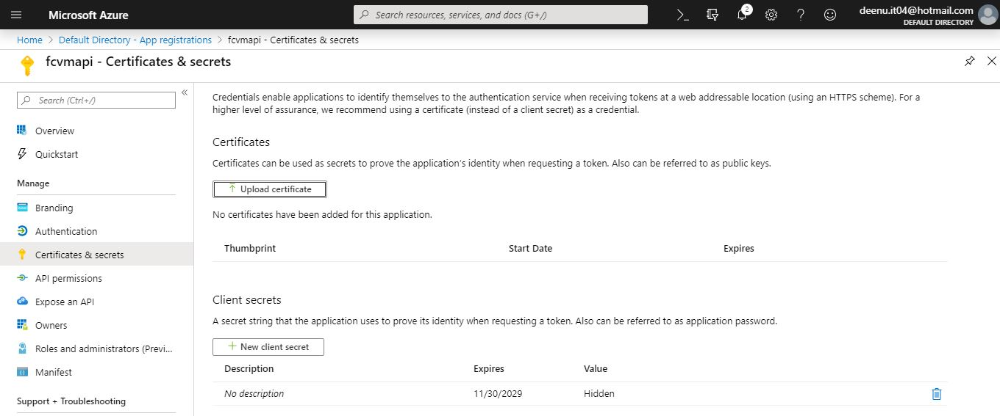 Microsoft Azure
Search resources, services, and docs (G+/)
2
deenu.it04@hotmail.com
DEFAULT DIRECTORY
Home > Default Directory - App registrations > fcvmapi - Certificates & secrets
fcvmapi - Certificates & secrets
Search (Ctrl+/)
Overview
Quickstart
Manage
Branding
Authentication
Certificates & secrets
API permissions
Expose an API
Owners
Roles and administrators (Previ...
Manifest
Support + Troubleshooting
Credentials enable applications to identify themselves to the authentication service when receiving tokens at a web addressable location (using an HTTPS scheme). For a
higher level of assurance, we recommend using a certificate (instead of a client secret) as a credential.
Certificates
Certificates can be used as secrets to prove the application's identity when requesting a token. Also can be referred to as public keys.
Upload certificate
No certificates have been added for this application.
Thumbprint Start Date Expires
Client secrets
A secret string that the application uses to prove its identity when requesting a token. Also can be referred to as application password.
New client secret
Description Expires Value
No description 11/30/2029 Hidden